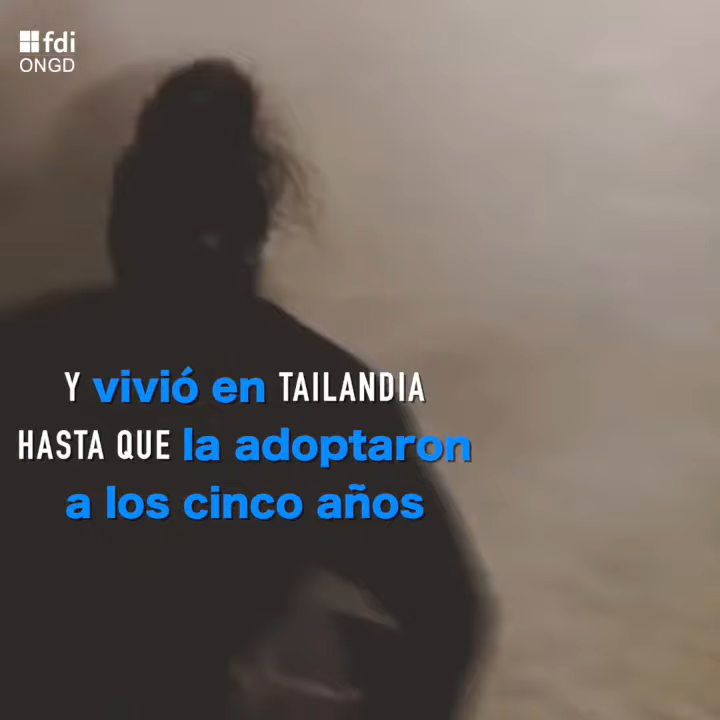 fdi
ONGD
Y vivió en TAILANDIA
HASTA QUE la adoptaron
a los cinco años